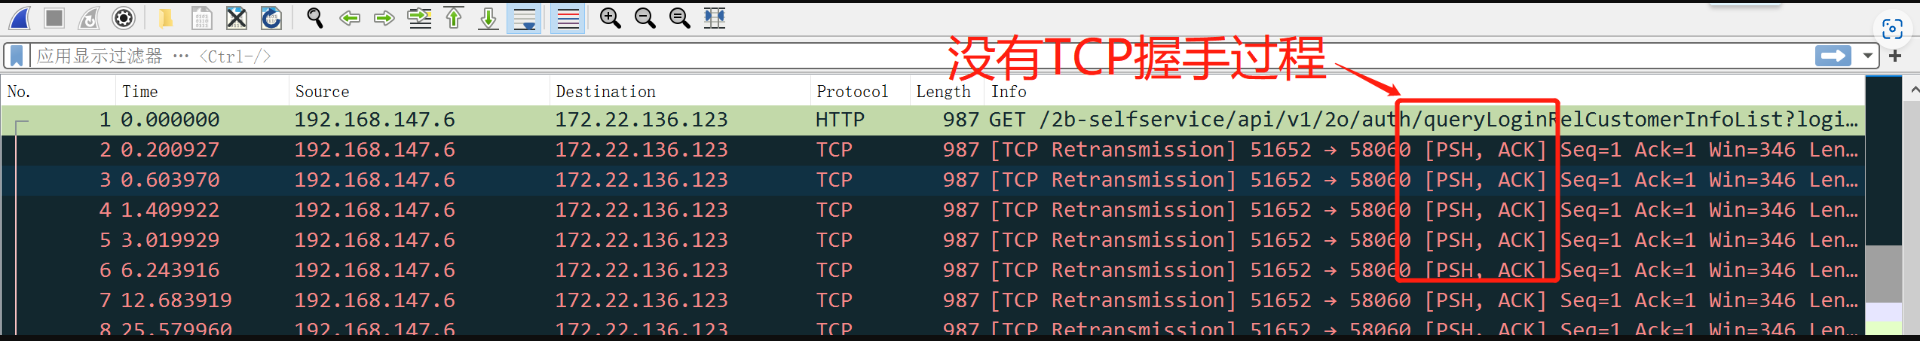 应用显示过滤器 … <Ctrl-/>
没有TCP握手过程
No. Time Source Destination Protocol Length Info
1 0.000000 192.168.147.6 172.22.136.123 HTTP 987 GET /2b-selfservice/api/v1/2o/auth/queryLoginRelCustomerInfoList?logi…
2 0.200927 192.168.147.6 172.22.136.123 TCP 987 [TCP Retransmission] 51652 → 58060 [PSH, ACK] Seq=1 Ack=1 Win=346 Len…
3 0.603970 192.168.147.6 172.22.136.123 TCP 987 [TCP Retransmission] 51652 → 58060 [PSH, ACK] Seq=1 Ack=1 Win=346 Len…
4 1.409922 192.168.147.6 172.22.136.123 TCP 987 [TCP Retransmission] 51652 → 58060 [PSH, ACK] Seq=1 Ack=1 Win=346 Len…
5 3.019929 192.168.147.6 172.22.136.123 TCP 987 [TCP Retransmission] 51652 → 58060 [PSH, ACK] Seq=1 Ack=1 Win=346 Len…
6 6.243916 192.168.147.6 172.22.136.123 TCP 987 [TCP Retransmission] 51652 → 58060 [PSH, ACK] Seq=1 Ack=1 Win=346 Len…
7 12.683919 192.168.147.6 172.22.136.123 TCP 987 [TCP Retransmission] 51652 → 58060 [PSH, ACK] Seq=1 Ack=1 Win=346 Len…
8 25.579960 192.168.147.6 172.22.136.123 TCP 987 [TCP Retransmission] 51652 → 58060 [PSH, ACK] Seq=1 Ack=1 Win=346 Len…